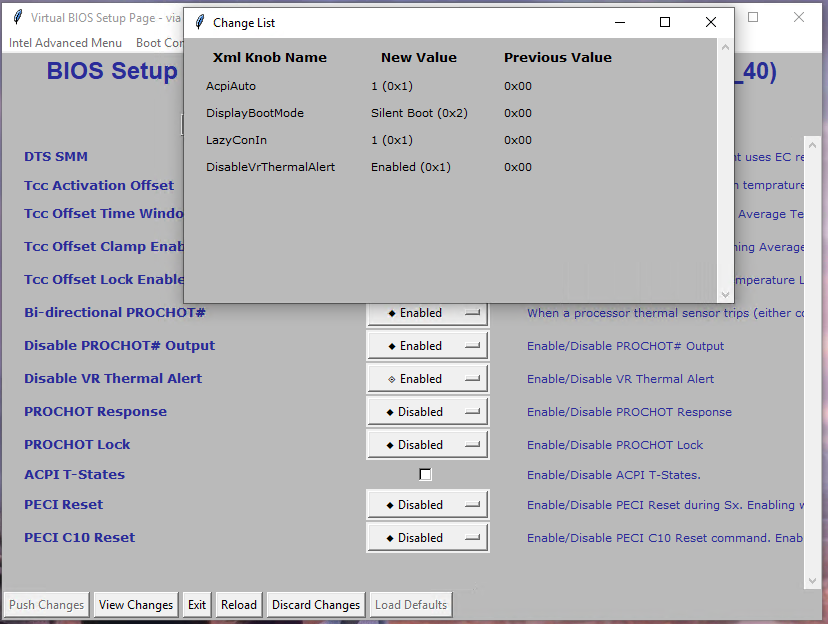 Virtual BIOS Setup Page - via
Change List
Intel Advanced Menu Boot Con
BIOS Setup
_40)
Xml Knob Name New Value Previous Value
AcpiAuto 1 (0x1) 0x00
DisplayBootMode Silent Boot (0x2) 0x00
LazyConIn 1 (0x1) 0x00
DisableVrThermalAlert Enabled (0x1) 0x00
DTS SMM nt uses EC re
Tcc Activation Offset n temprature
Tcc Offset Time Windo Average Te
Tcc Offset Clamp Enab ning Average
Tcc Offset Lock Enable mperature L
Bi-directional PROCHOT# Enabled When a processor thermal sensor trips (either co
Disable PROCHOT# Output Enabled Enable/Disable PROCHOT# Output
Disable VR Thermal Alert Enabled Enable/Disable VR Thermal Alert
PROCHOT Response Disabled Enable/Disable PROCHOT Response
PROCHOT Lock Disabled Enable/Disable PROCHOT Lock
ACPI T-States Enable/Disable ACPI T-States.
PECI Reset Disabled Enable/Disable PECI Reset during Sx. Enabling w
PECI C10 Reset Disabled Enable/Disable PECI C10 Reset command. Enab
Push Changes View Changes Exit Reload Discard Changes Load Defaults